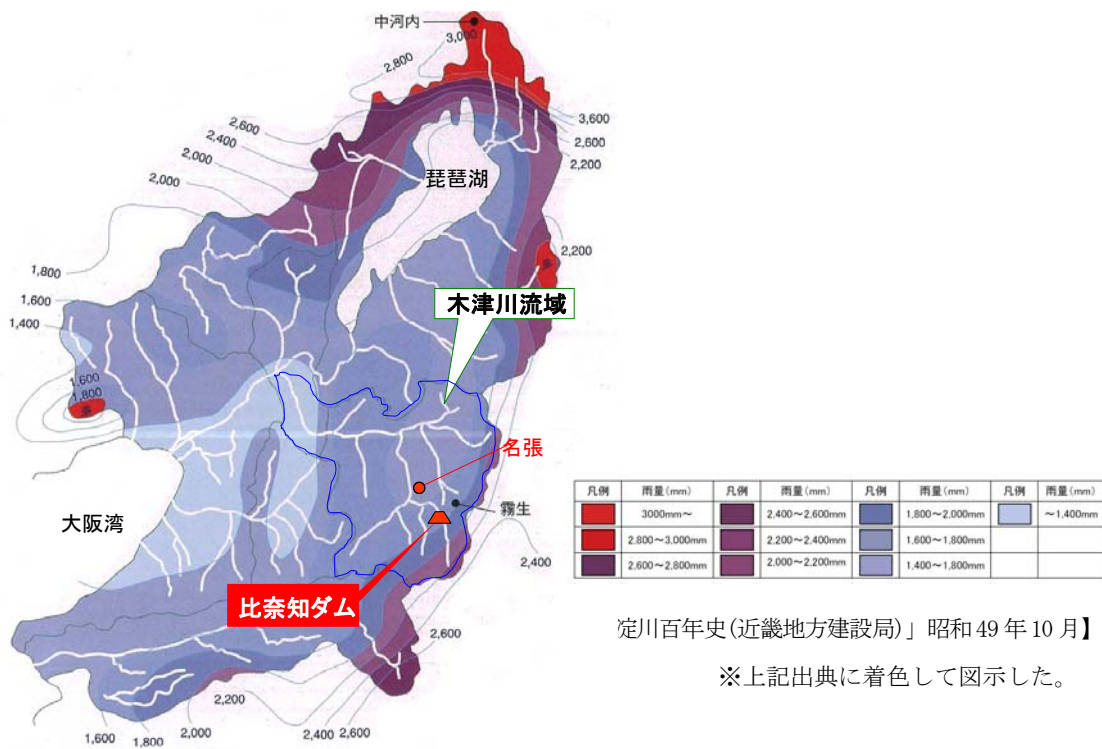 中河内
3,000
2,800
2,600
2,400
2,000
2,000
3,600
2,600
2,200
琵琶湖
2,200
1,800
1,600
1,400
木津川流域
1,600
1,800
名張
霧生
大阪湾
2,400
比奈知ダム
2,600
2,200
2,400
2,600
2,000
1,800
1,600
凡例 雨量(mm) 凡例 雨量(mm) 凡例 雨量(mm) 凡例 雨量(mm)
3000mm～ 2,400～2,600mm 1,800～2,000mm ～1,400mm
2.800～3,000mm 2,200～2,400mm 1,600～1,800mm
2,600～2,800mm 2,000～2,200mm 1,400～1,800mm
淀川百年史(近畿地方建設局)」昭和 49 年 10 月】
※上記出典に着色して図示した。